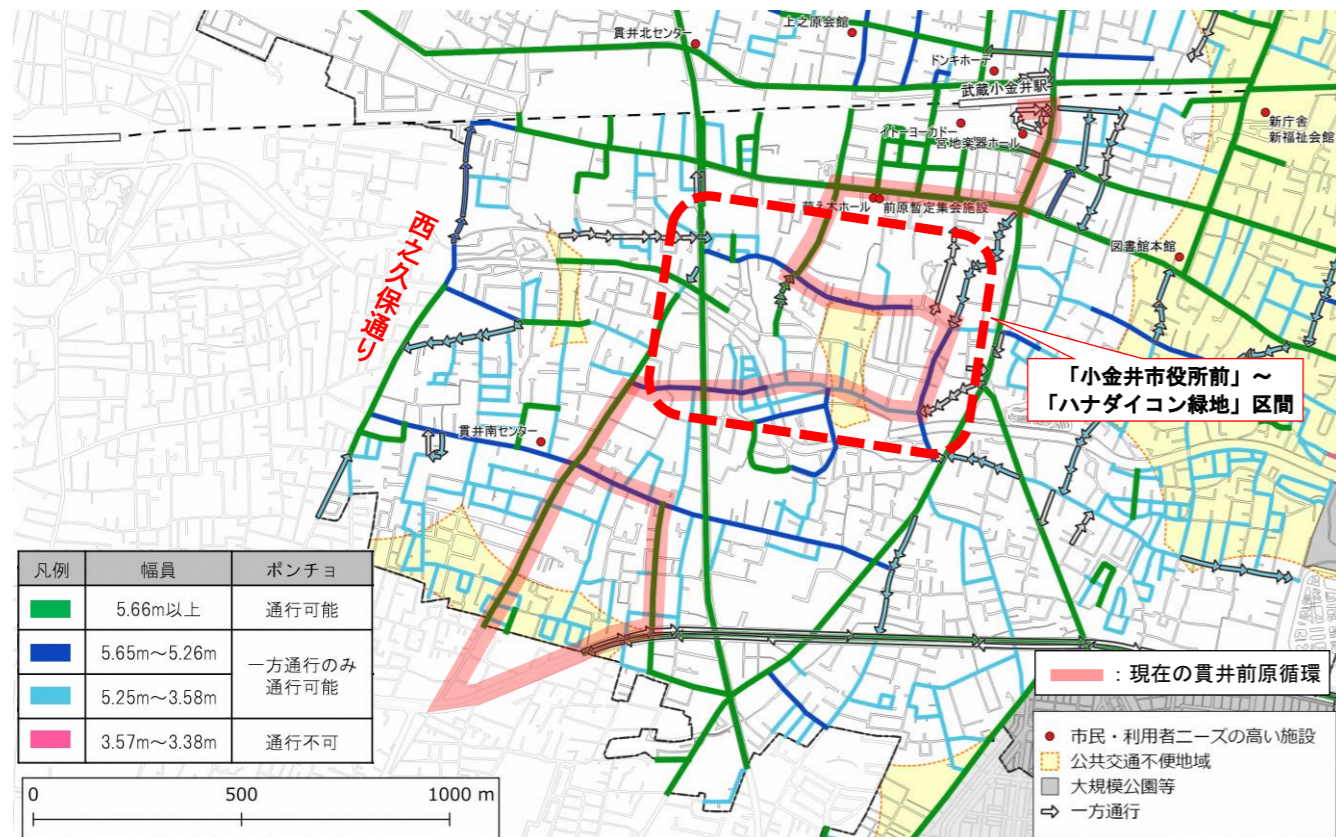 上之原会館
貫井北センター
ドンキホーテ
武蔵小金井駅
イトーヨーカドー
宮地楽器ホール
新庁舎
新福祉会館
萌え木ホール
前原暫定集会施設
図書館本館
西之久保通り
「小金井市役所前」～
「ハナダイコン緑地」区間
貫井南センター
凡例 幅員 ポンチョ
5.66m以上 通行可能
5.65m～5.26m
一方通行のみ
通行可能
5.25m～3.58m
3.57m～3.38m 通行不可
：現在の貫井前原循環
市民・利用者ニーズの高い施設
公共交通不便地域
大規模公園等
一方通行
0 500 1000 m